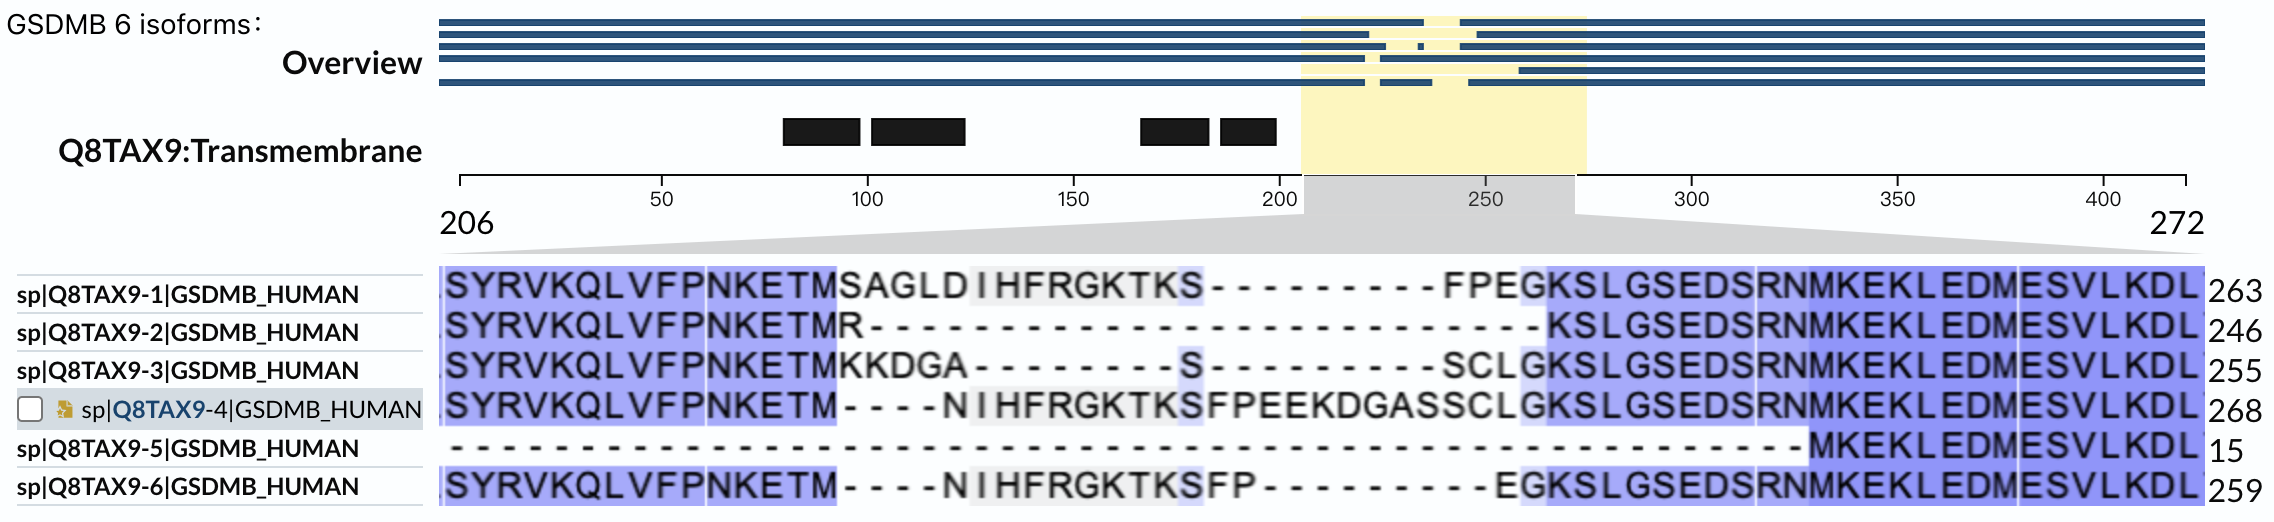 GSDMB 6 isoforms:
Overview
Q8TAX9:Transmembrane
50 100 150 200 250 300 350 400
206 272
sp|Q8TAX9-1|GSDMB_HUMAN SYRVKQLVFPNKETMSAGLDIHFRGKTKS---------FPEGKSLGSEDSRNMKEKLEDMESVLKDL 263
sp|Q8TAX9-2|GSDMB_HUMAN SYRVKQLVFPNKETMR--------------------------KSLGSEDSRNMKEKLEDMESVLKDL 246
sp|Q8TAX9-3|GSDMB_HUMAN SYRVKQLVFPNKETMKKDGA--------S---------SCLGKSLGSEDSRNMKEKLEDMESVLKDL 255
sp|Q8TAX9-4|GSDMB_HUMAN SYRVKQLVFPNKETM----NIHFRGKTKSFPEEKDGASSCLGKSLGSEDSRNMKEKLEDMESVLKDL 268
sp|Q8TAX9-5|GSDMB_HUMAN ----------------------------------------------------MKEKLEDMESVLKDL 15
sp|Q8TAX9-6|GSDMB_HUMAN SYRVKQLVFPNKETM----NIHFRGKTKSFP---------EGKSLGSEDSRNMKEKLEDMESVLKDL 259